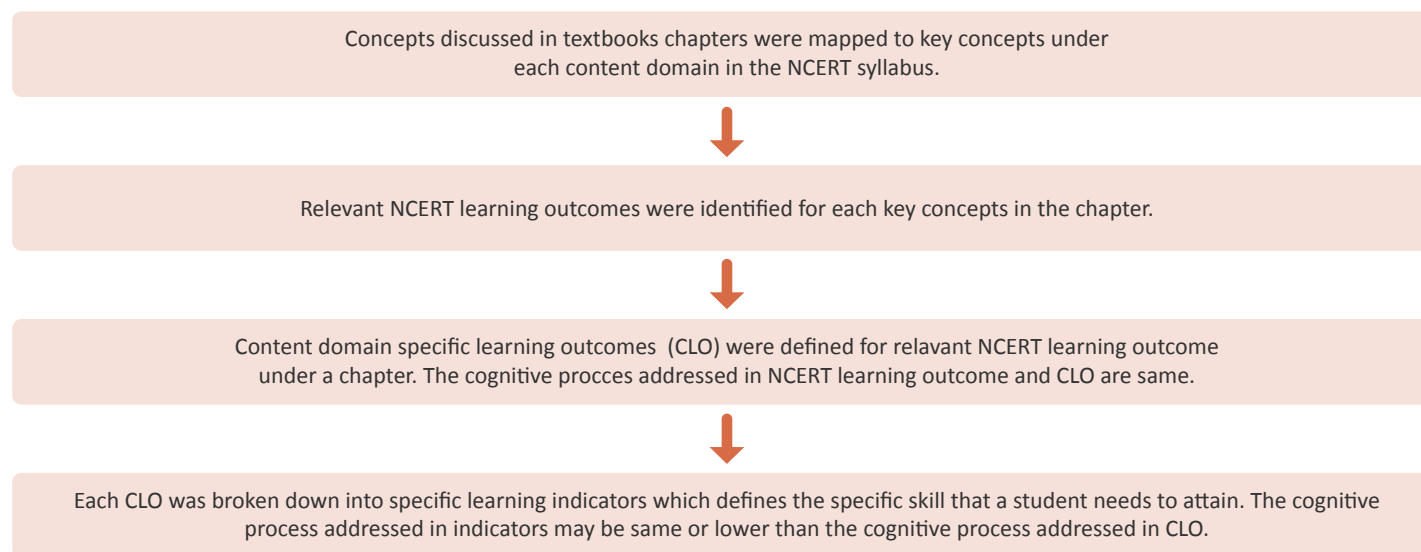 Concepts discussed in textbooks chapters were mapped to key concepts under
each content domain in the NCERT syllabus.
Relevant NCERT learning outcomes were identified for each key concepts in the chapter.
Content domain specific learning outcomes (CLO) were defined for relavant NCERT learning outcome
under a chapter. The cognitive procces addressed in NCERT learning outcome and CLO are same.
Each CLO was broken down into specific learning indicators which defines the specific skill that a student needs to attain. The cognitive
process addressed in indicators may be same or lower than the cognitive process addressed in CLO.